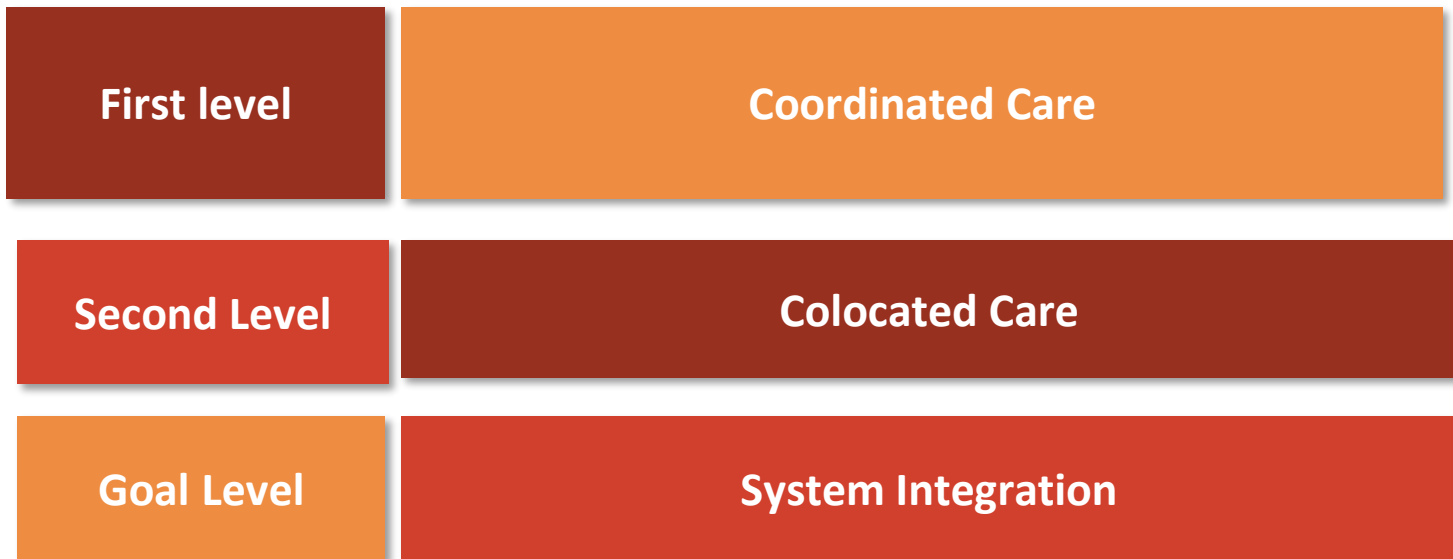 First level
Coordinated Care
Second Level
Colocated Care
Goal Level
System Integration